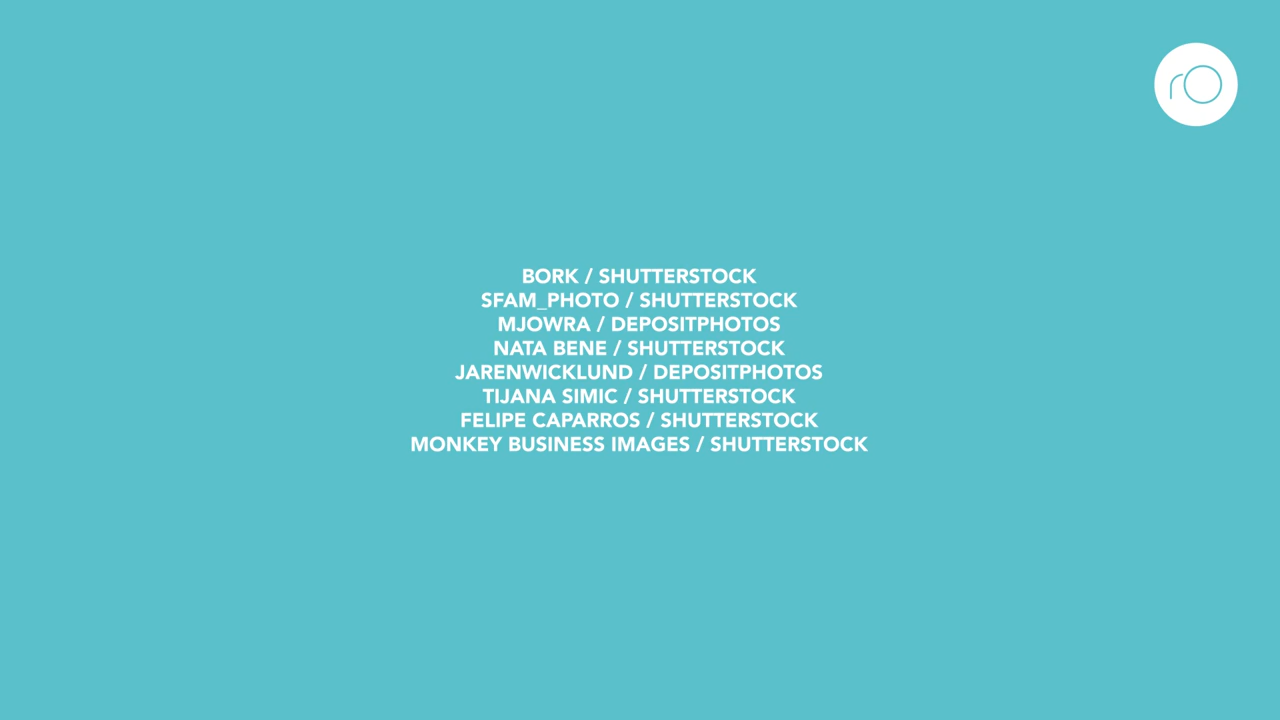 rO
BORK / SHUTTERSTOCK
SFAM_PHOTO / SHUTTERSTOCK
MJOWRA / DEPOSITPHOTOS
NATA BENE / SHUTTERSTOCK
JARENWICKLUND / DEPOSITPHOTOS
TIJANA SIMIC / SHUTTERSTOCK
FELIPE CAPARROS / SHUTTERSTOCK
MONKEY BUSINESS IMAGES / SHUTTERSTOCK